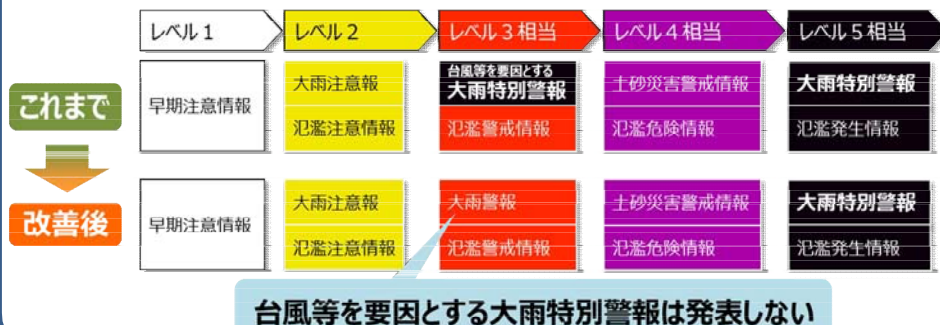 レベル1
レベル2
レベル3相当
レベル4相当
レベル5相当
これまで
早期注意情報
大雨注意報
氾濫注意情報
台風等を要因とする
大雨特別警報
氾濫警戒情報
土砂災害警戒情報
氾濫危険情報
大雨特別警報
氾濫発生情報
改善後
早期注意情報
大雨注意報
氾濫注意情報
大雨警報
氾濫警戒情報
土砂災害警戒情報
氾濫危険情報
大雨特別警報
氾濫発生情報
台風等を要因とする大雨特別警報は発表しない